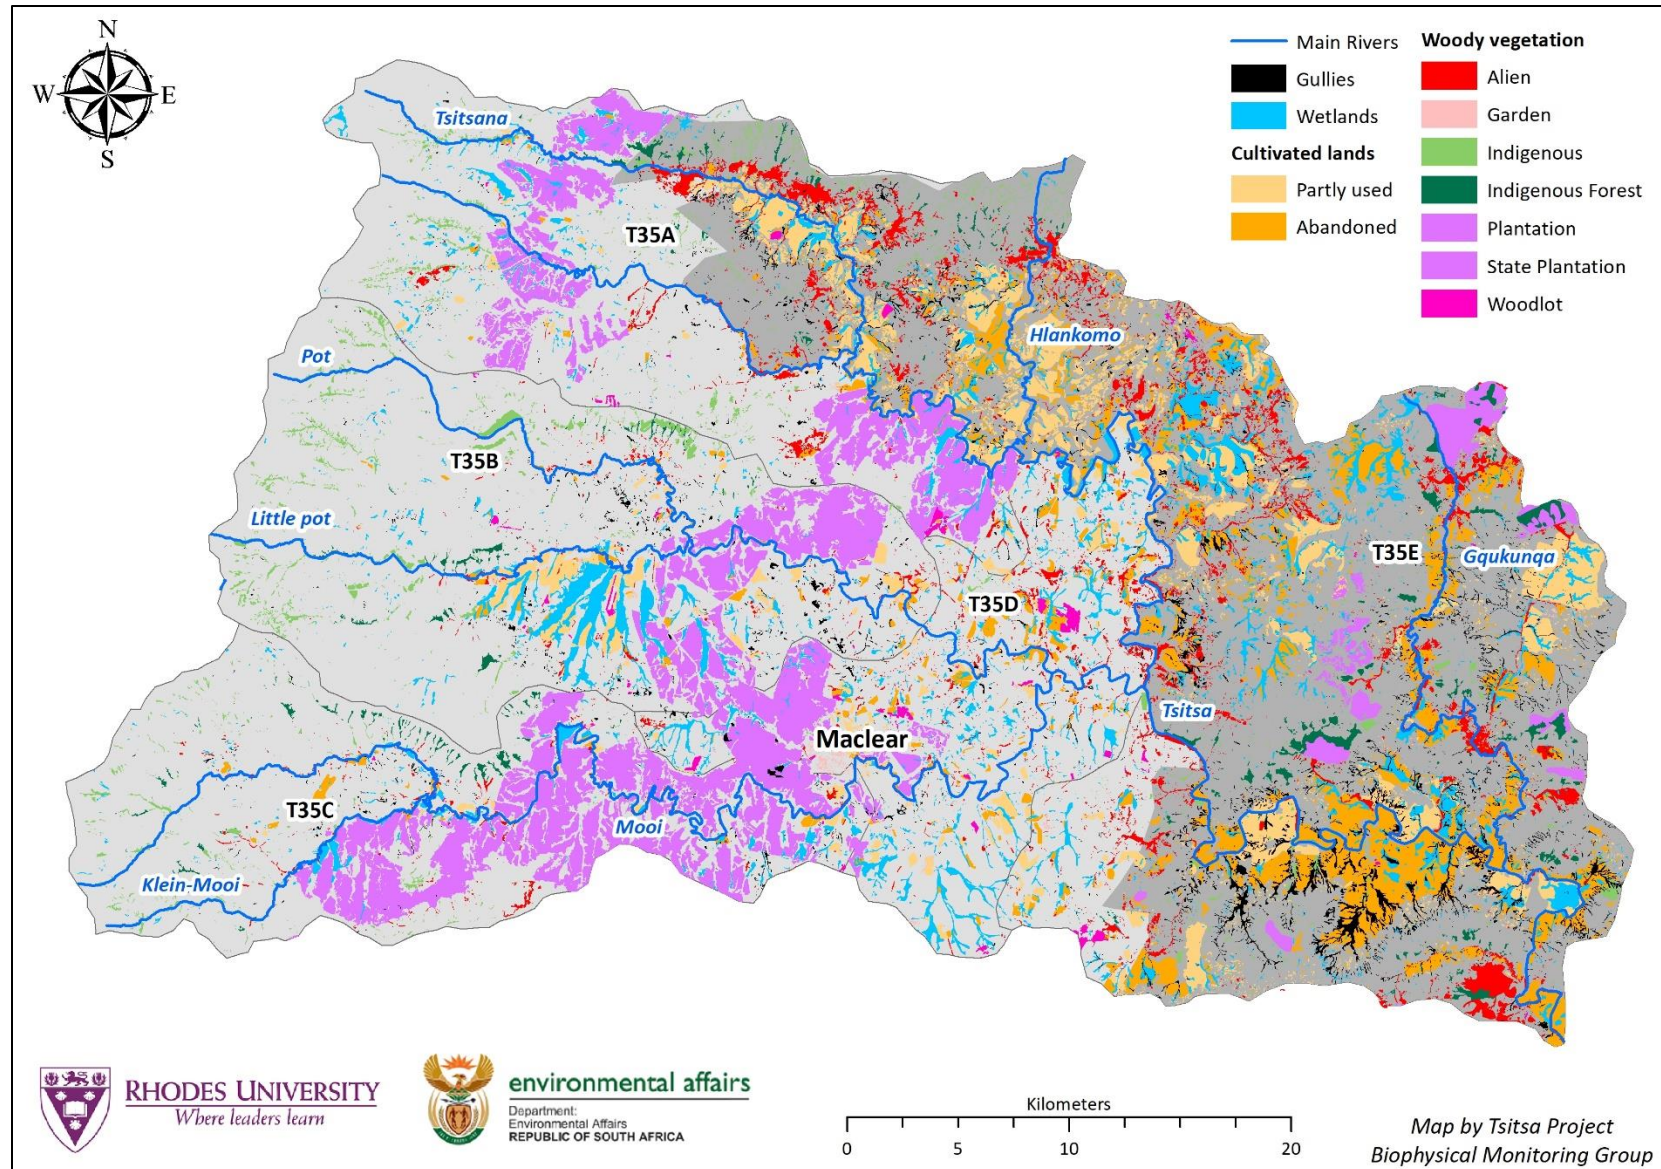 N
W
E
S
Main Rivers
Gullies
Wetlands
Cultivated lands
Partly used
Abandoned
Woody vegetation
Alien
Garden
Indigenous
Indigenous Forest
Plantation
State Plantation
Woodlot
Tsitsana
T35A
Hlankomo
Pot
T35B
Little pot
T35E
Gqukunqa
T35D
Tsitsa
Maclear
T35C
Mooi
Klein-Mooi
RHODES UNIVERSITY
Where leaders learn
environmental affairs
Department:
Environmental Affairs
REPUBLIC OF SOUTH AFRICA
Kilometers
0 5 10 20
Map by Tsitsa Project
Biophysical Monitoring Group